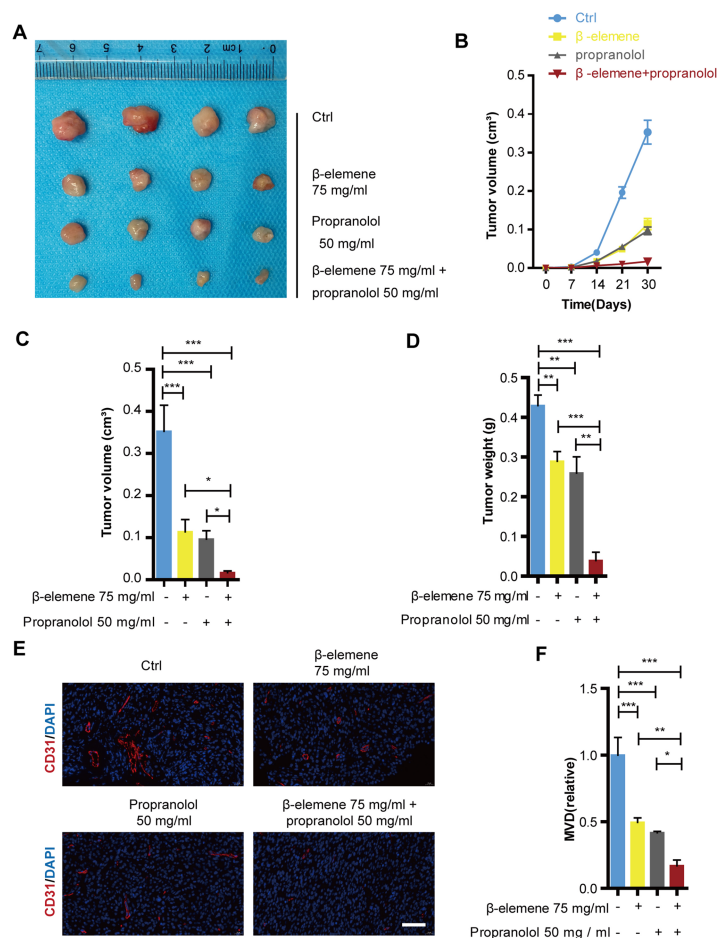 A
7 6 5 4 3 2 1cm 0
Ctrl
β-elemene
75 mg/ml
Propranolol
50 mg/ml
β-elemene 75 mg/ml +
propranolol 50 mg/ml
B
Ctrl
β -elemene
propranolol
β -elemene+propranolol
Tumor volume (cm³)
0.5
0.4
0.3
0.2
0.1
0.0
0 7 14 21 30
Time(Days)
C
Tumor volume (cm³)
0.5
0.4
0.3
0.2
0.1
0.0
***
***
***
*
*
β-elemene 75 mg/ml - + - +
Propranolol 50 mg/ml - - + +
D
Tumor weight (g)
0.5
0.4
0.3
0.2
0.1
0.0
***
**
**
***
**
β-elemene 75 mg/ml - + - +
Propranolol 50 mg/ml - - + +
E
Ctrl
β-elemene
75 mg/ml
CD31/DAPI
Propranolol
50 mg/ml
β-elemene 75 mg/ml +
propranolol 50 mg/ml
CD31/DAPI
F
MVD(relative)
1.5
1.0
0.5
0.0
***
***
***
**
*
β-elemene 75 mg/ml - + - +
Propranolol 50 mg / ml - - + +